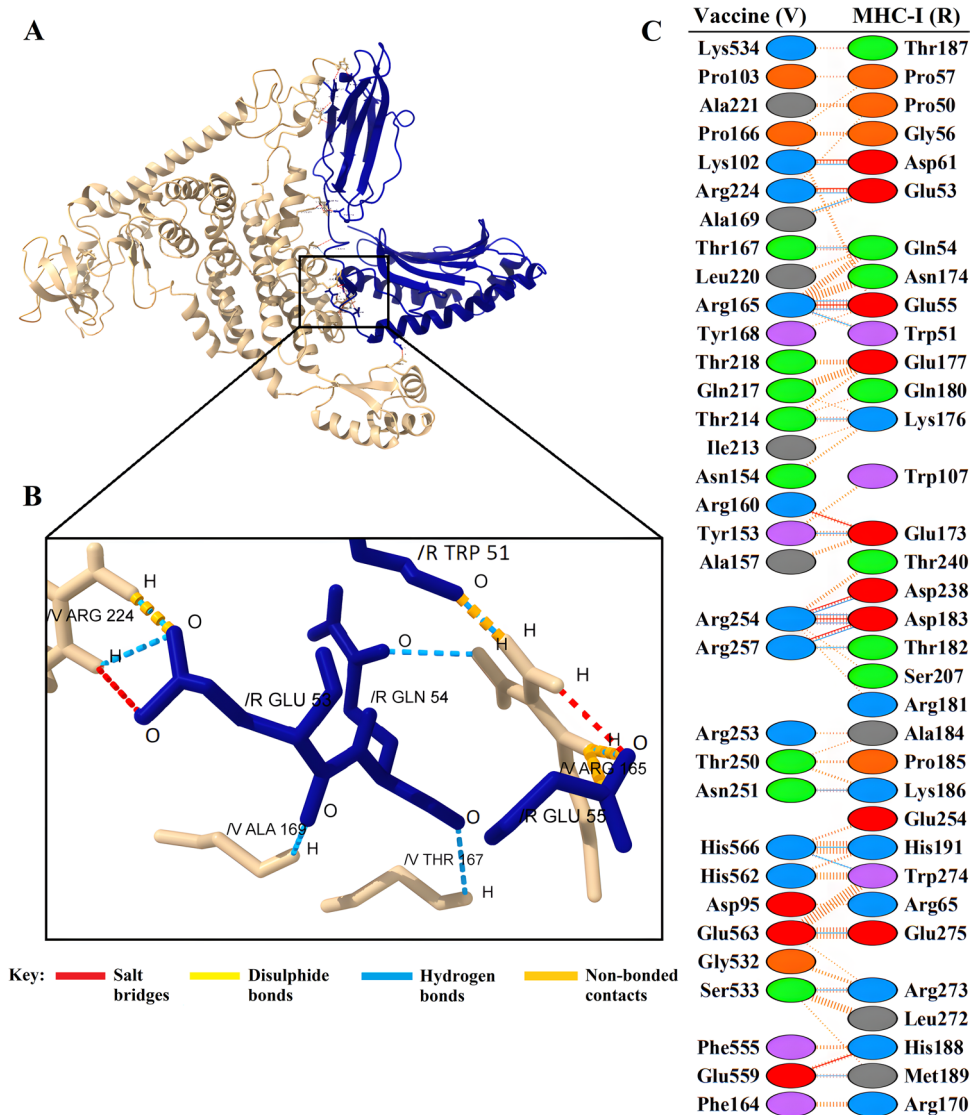 A
B
C
Vaccine (V) MHC-I (R)
Lys534 Thr187
Pro103 Pro57
Ala221 Pro50
Pro166 Gly56
Lys102 Asp61
Arg224 Glu53
Ala169
Thr167 Gln54
Leu220 Asn174
Arg165 Glu55
Tyr168 Trp51
Thr218 Glu177
Gln217 Gln180
Thr214 Lys176
Ile213
Asn154 Trp107
Arg160
Tyr153 Glu173
Ala157 Thr240
Asp238
Arg254 Asp183
Arg257 Thr182
Ser207
Arg181
Arg253 Ala184
Thr250 Pro185
Asn251 Lys186
Glu254
His566 His191
His562 Trp274
Asp95 Arg65
Glu563 Glu275
Gly532
Ser533 Arg273
Leu272
Phe555 His188
Glu559 Met189
Phe164 Arg170
/R TRP 51
H
O
/V ARG 224
O
H
O
H
H
/R GLU 53
/R GLN 54
H
O
O
/V ARG 165
/R GLU 55
O
/V ALA 169
H
O
/V THR 167
H
Key: Salt bridges
Disulphide bonds
Hydrogen bonds
Non-bonded contacts